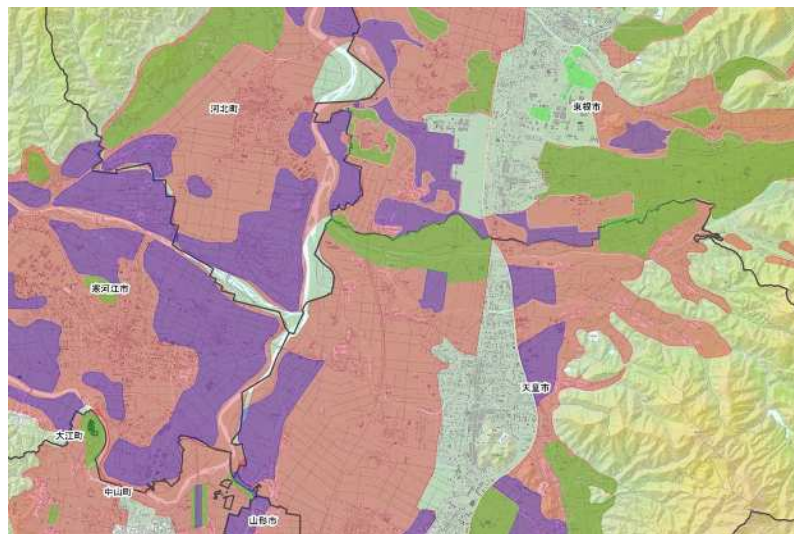 河北町
東根市
寒河江市
天童市
大江町
中山町
山形市